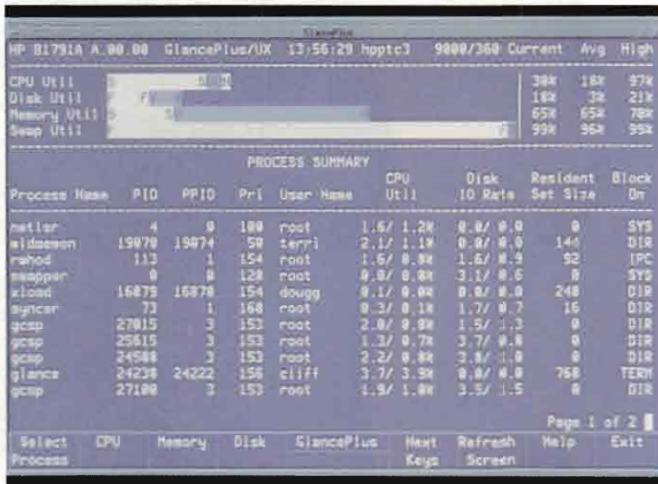 GlancePlus
HP B1791A A.00.00 GlancePlus/UX 13:56:29 hpptc3 9000/360 Current Avg High
CPU Util 30% 18% 97%
Disk Util 18% 3% 21%
Memory Util 65% 65% 70%
Swap Util 99% 96% 95%
PROCESS SUMMARY
CPU Disk Resident Block
Process Name PID PPID Pri User Name Util IO Rate Set Size On
netisr 4 0 100 root 1.6/ 1.2% 0.0/ 0.0 0 SYS
midaemon 19070 19074 50 terri 2.1/ 1.1% 0.0/ 0.0 144 DIR
113 1 154 root 1.6/ 0.8% 1.6/ 0.9 92 IPC
swapper 0 0 128 root 0.0/ 0.0% 3.1/ 0.6 0 SYS
xload 16879 16878 154 dougg 0.1/ 0.0% 0.0/ 0.0 248 DIR
syncer 73 1 168 root 0.3/ 0.1% 1.7/ 0.7 16 DIR
gcsp 27015 3 153 root 2.0/ 0.8% 1.5/ 1.3 0 DIR
gcsp 25615 3 153 root 1.3/ 0.7% 3.7/ 0.8 0 DIR
gcsp 24508 3 153 root 2.2/ 0.8% 3.0/ 1.0 0 DIR
glance 24238 24222 156 cliff 3.7/ 3.9% 0.0/ 0.0 768 TERM
gcsp 27100 3 153 root 1.9/ 1.0% 3.5/ 1.5 0 DIR
Page 1 of 2
Select CPU Memory Disk GlancePlus Next Refresh Help Exit
Process Keys Screen